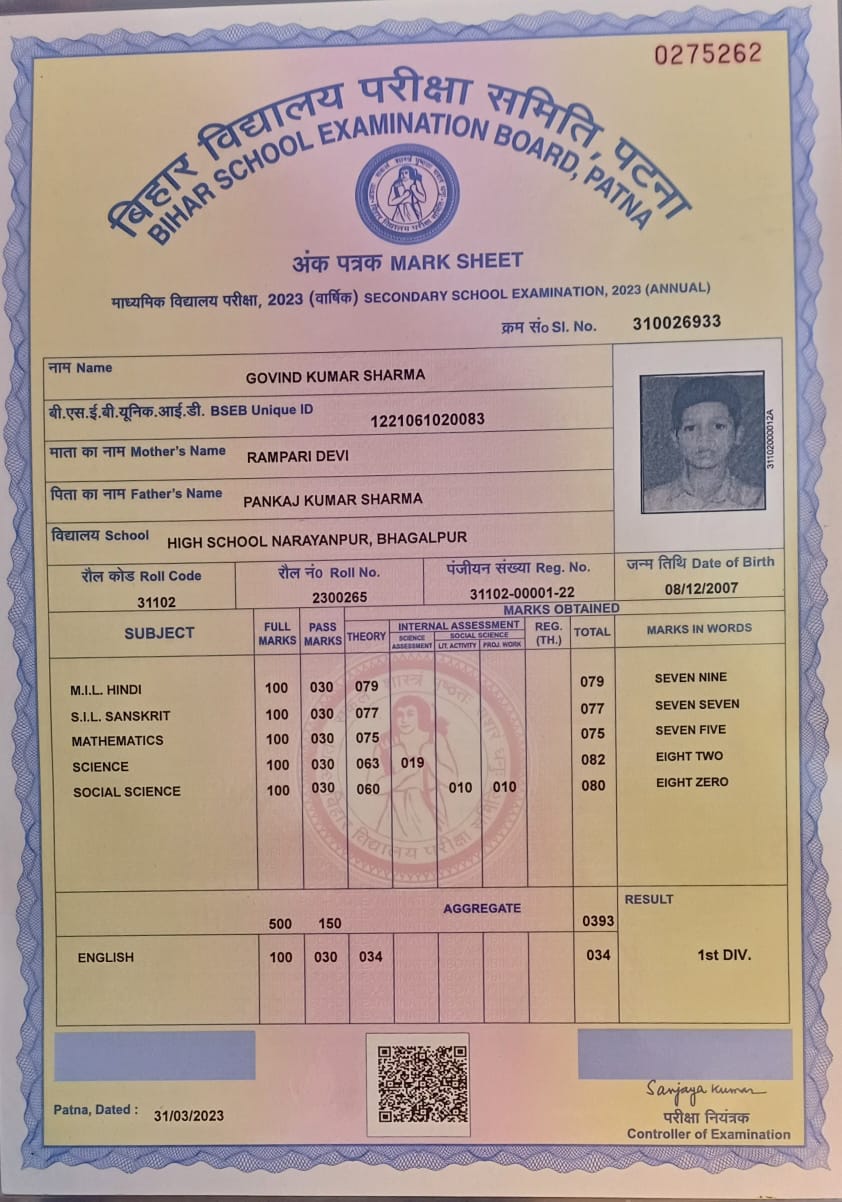 0275262
बिहार विद्यालय परीक्षा समिति, पटना
BIHAR SCHOOL EXAMINATION BOARD, PATNA
अंक पत्रक MARK SHEET
माध्यमिक विद्यालय परीक्षा, 2023 (वार्षिक) SECONDARY SCHOOL EXAMINATION, 2023 (ANNUAL)
क्रम सं० Sl. No. 310026933
नाम Name GOVIND KUMAR SHARMA
बी.एस.ई.बी.यूनिक.आई.डी. BSEB Unique ID 1221061020083
माता का नाम Mother's Name RAMPARI DEVI
पिता का नाम Father's Name PANKAJ KUMAR SHARMA
31102000012A
विद्यालय School HIGH SCHOOL NARAYANPUR, BHAGALPUR
रौल कोड Roll Code रौल नं० Roll No. पंजीयन संख्या Reg. No. जन्म तिथि Date of Birth
31102 2300265 31102-00001-22 08/12/2007
MARKS OBTAINED
SUBJECT FULL MARKS PASS MARKS THEORY INTERNAL ASSESSMENT REG. (TH.) TOTAL MARKS IN WORDS
SCIENCE ASSESSMENT SOCIAL SCIENCE LIT. ACTIVITY PROJ. WORK
M.I.L. HINDI 100 030 079 079 SEVEN NINE
S.I.L. SANSKRIT 100 030 077 077 SEVEN SEVEN
MATHEMATICS 100 030 075 075 SEVEN FIVE
SCIENCE 100 030 063 019 082 EIGHT TWO
SOCIAL SCIENCE 100 030 060 010 010 080 EIGHT ZERO
बिहार विद्यालय परीक्षा समिति
500 150 AGGREGATE 0393 RESULT
ENGLISH 100 030 034 034 1st DIV.
Sanjaya Kumar
Patna, Dated : 31/03/2023
परीक्षा नियंत्रक
Controller of Examination